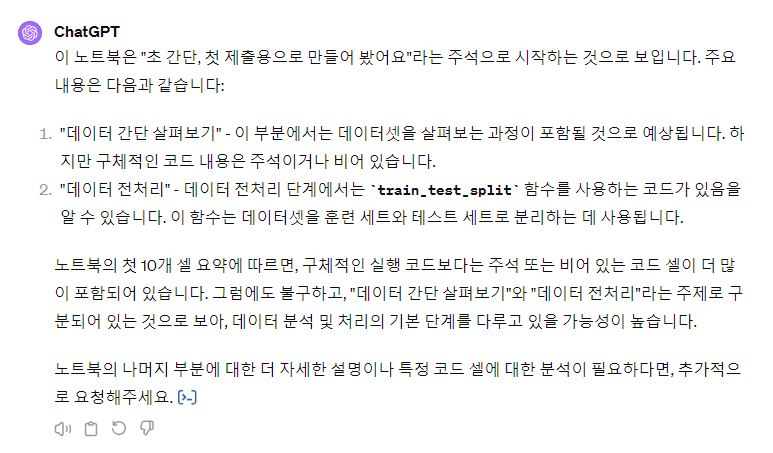 ChatGPT
이 노트북은 "초 간단, 첫 제출용으로 만들어 봤어요"라는 주석으로 시작하는 것으로 보입니다. 주요
내용은 다음과 같습니다:
1. "데이터 간단 살펴보기" - 이 부분에서는 데이터셋을 살펴보는 과정이 포함될 것으로 예상됩니다. 하
지만 구체적인 코드 내용은 주석이거나 비어 있습니다.
2. "데이터 전처리" - 데이터 전처리 단계에서는 `train_test_split` 함수를 사용하는 코드가 있음을
알 수 있습니다. 이 함수는 데이터셋을 훈련 세트와 테스트 세트로 분리하는 데 사용됩니다.
노트북의 첫 10개 셀 요약에 따르면, 구체적인 실행 코드보다는 주석 또는 비어 있는 코드 셀이 더 많
이 포함되어 있습니다. 그럼에도 불구하고, "데이터 간단 살펴보기"와 "데이터 전처리"라는 주제로 구
분되어 있는 것으로 보아, 데이터 분석 및 처리의 기본 단계를 다루고 있을 가능성이 높습니다.
노트북의 나머지 부분에 대한 더 자세한 설명이나 특정 코드 셀에 대한 분석이 필요하다면, 추가적으
로 요청해주세요. [>-]